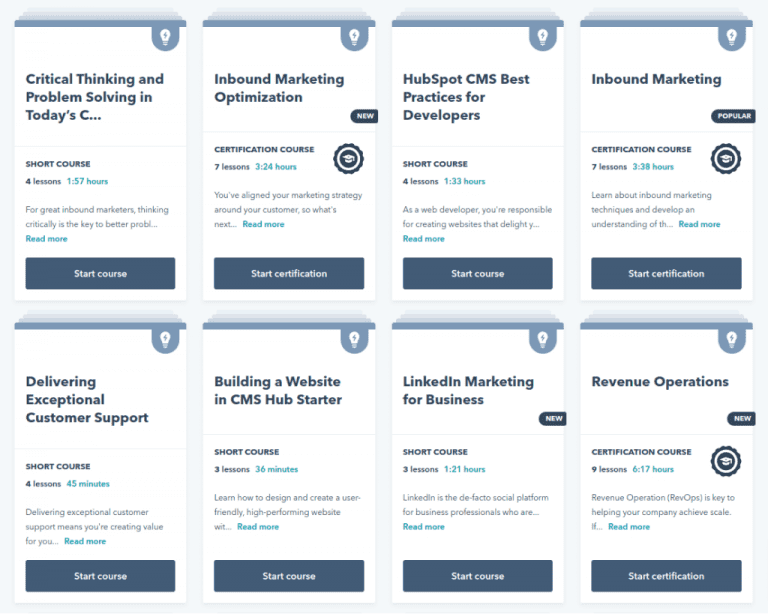 Critical Thinking and
Problem Solving in
Today's C...
SHORT COURSE
4 lessons 1:57 hours
For great inbound marketers, thinking
critically is the key to better probl...
Read more
Start course
Inbound Marketing
Optimization
NEW
CERTIFICATION COURSE
7 lessons 3:24 hours
You've aligned your marketing strategy
around your customer, so what's
next... Read more
Start certification
HubSpot CMS Best
Practices for
Developers
SHORT COURSE
4 lessons 1:33 hours
As a web developer, you're responsible
for creating websites that delight y...
Read more
Start course
Inbound Marketing
POPULAR
CERTIFICATION COURSE
7 lessons 3:38 hours
Learn about inbound marketing
techniques and develop an
understanding of th... Read more
Start certification
Delivering
Exceptional
Customer Support
SHORT COURSE
4 lessons 45 minutes
Delivering exceptional customer
support means you're creating value
for you... Read more
Start course
Building a Website
in CMS Hub Starter
SHORT COURSE
3 lessons 36 minutes
Learn how to design and create a user-
friendly, high-performing website
wit... Read more
Start course
LinkedIn Marketing
for Business
NEW
SHORT COURSE
3 lessons 1:21 hours
LinkedIn is the de-facto social platform
for business professionals who are...
Read more
Start course
Revenue Operations
NEW
CERTIFICATION COURSE
9 lessons 6:17 hours
Revenue Operation (RevOps) is key to
helping your company achieve scale.
If... Read more
Start certification